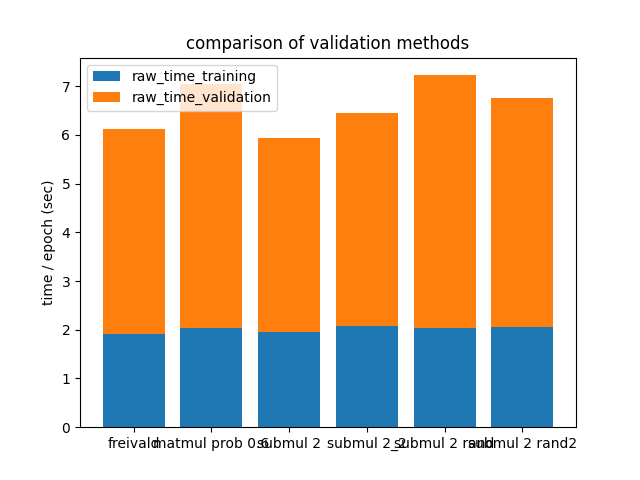 comparison of validation methods
raw_time_training
raw_time_validation
time / epoch (sec)
7
6
5
4
3
2
1
0
freivald matmul prob 0.6 submul 2 submul 2_2 submul 2 rand submul 2 rand2